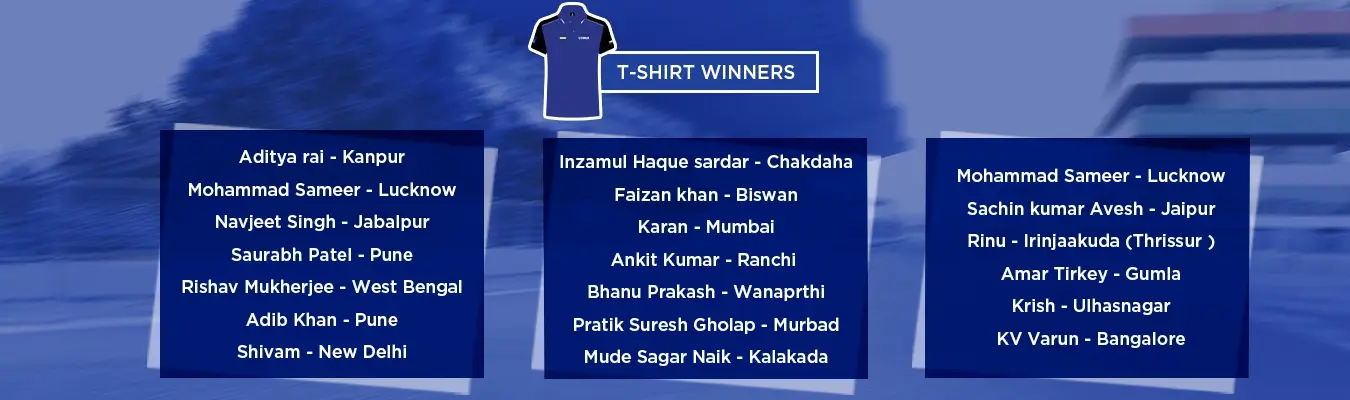 T-SHIRT WINNERS
Aditya rai - Kanpur
Mohammad Sameer - Lucknow
Navjeet Singh - Jabalpur
Saurabh Patel - Pune
Rishav Mukherjee - West Bengal
Adib Khan - Pune
Shivam - New Delhi
Inzamul Haque sardar - Chakdaha
Faizan khan - Biswan
Karan - Mumbai
Ankit Kumar - Ranchi
Bhanu Prakash - Wanaprthi
Pratik Suresh Gholap - Murbad
Mude Sagar Naik - Kalakada
Mohammad Sameer - Lucknow
Sachin kumar Avesh - Jaipur
Rinu - Irinjaakuda (Thrissur )
Amar Tirkey - Gumla
Krish - Ulhasnagar
KV Varun - Bangalore